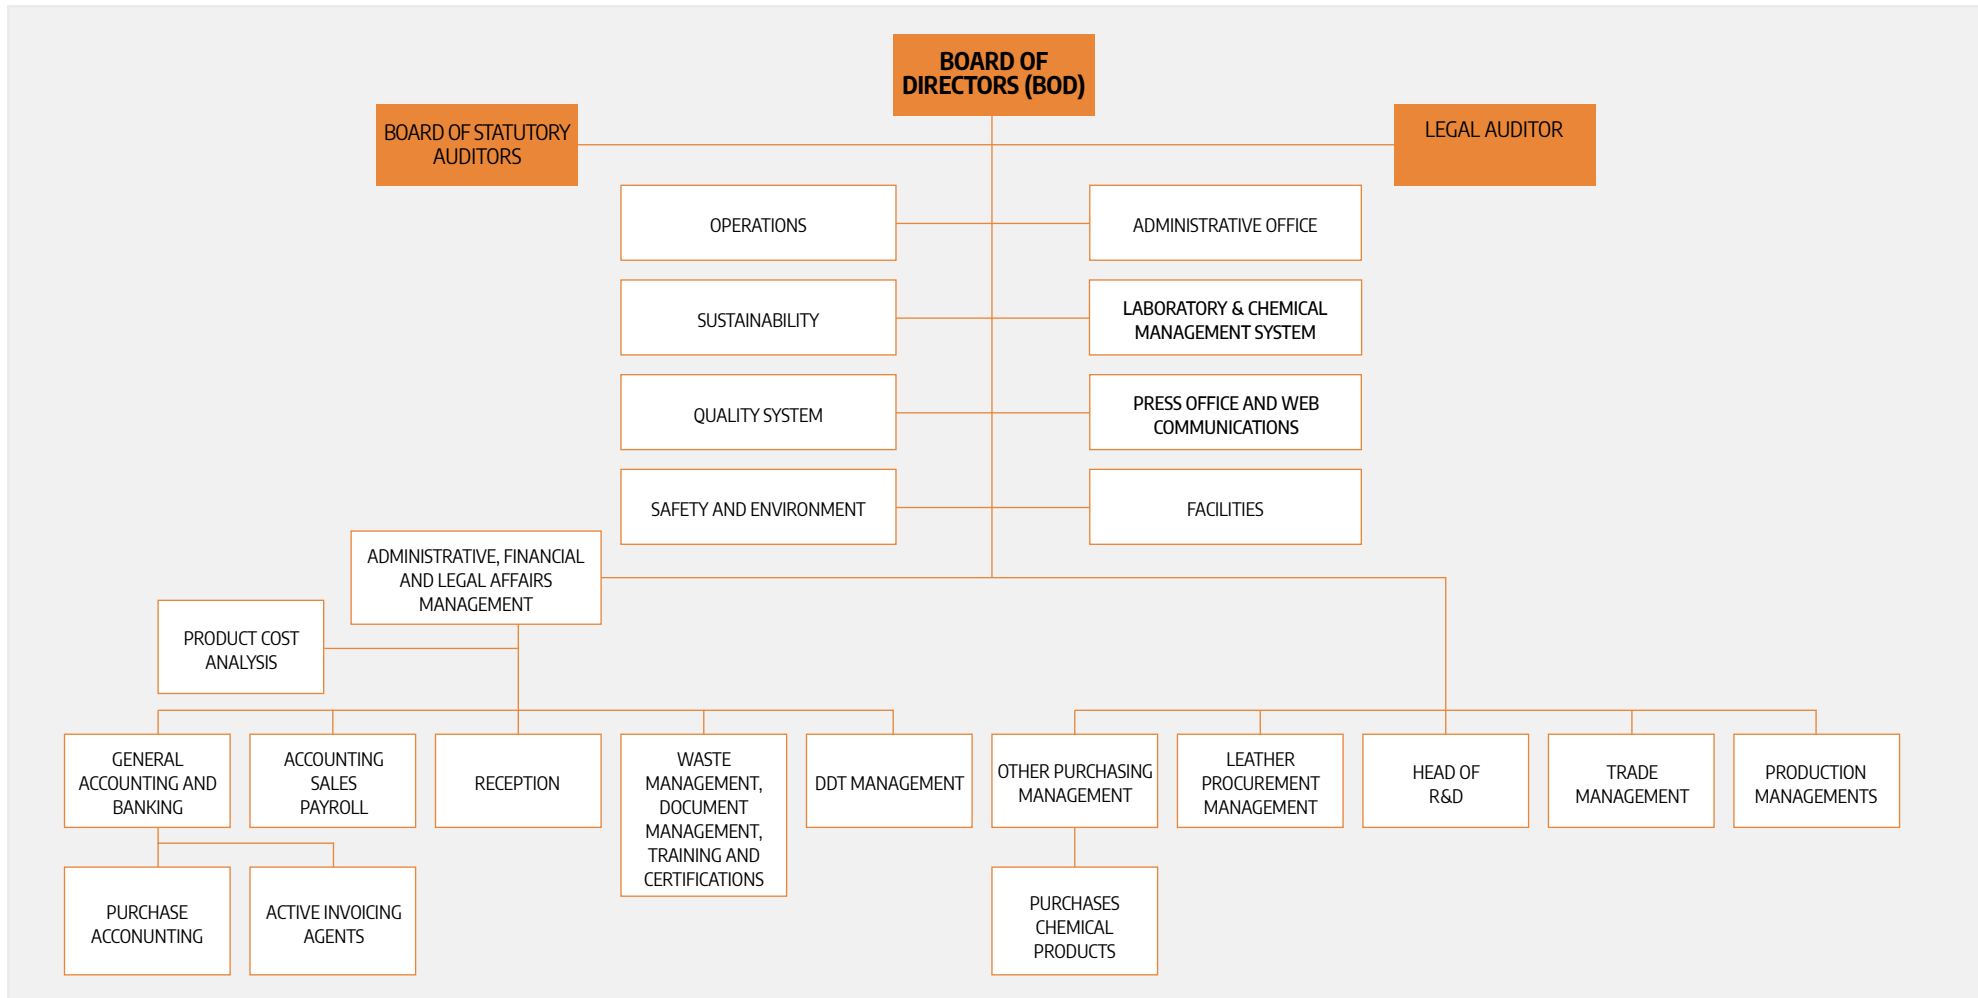 BOARD OF
DIRECTORS (BOD)
BOARD OF STATUTORY
AUDITORS
LEGAL AUDITOR
OPERATIONS
ADMINISTRATIVE OFFICE
SUSTAINABILITY
LABORATORY & CHEMICAL
MANAGEMENT SYSTEM
QUALITY SYSTEM
PRESS OFFICE AND WEB
COMMUNICATIONS
SAFETY AND ENVIRONMENT
FACILITIES
ADMINISTRATIVE, FINANCIAL
AND LEGAL AFFAIRS
MANAGEMENT
PRODUCT COST
ANALYSIS
GENERAL
ACCOUNTING AND
BANKING
ACCOUNTING
SALES
PAYROLL
RECEPTION
WASTE
MANAGEMENT,
DOCUMENT
MANAGEMENT,
TRAINING AND
CERTIFICATIONS
DDT MANAGEMENT
OTHER PURCHASING
MANAGEMENT
LEATHER
PROCUREMENT
MANAGEMENT
HEAD OF
R&D
TRADE
MANAGEMENT
PRODUCTION
MANAGEMENTS
PURCHASE
ACCONUNTING
ACTIVE INVOICING
AGENTS
PURCHASES
CHEMICAL
PRODUCTS